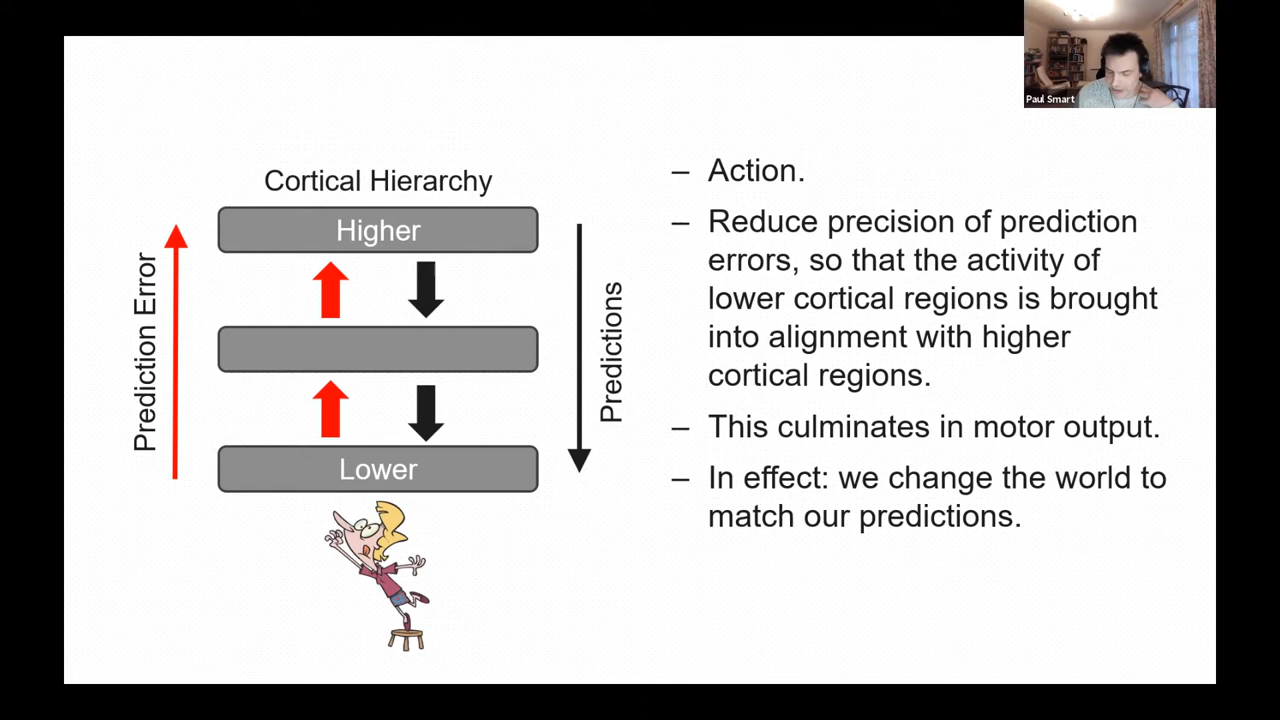 Paul Smart
Cortical Hierarchy
Higher
Lower
Prediction Error
Predictions
– Action.
– Reduce precision of prediction
errors, so that the activity of
lower cortical regions is brought
into alignment with higher
cortical regions.
– This culminates in motor output.
– In effect: we change the world to
match our predictions.